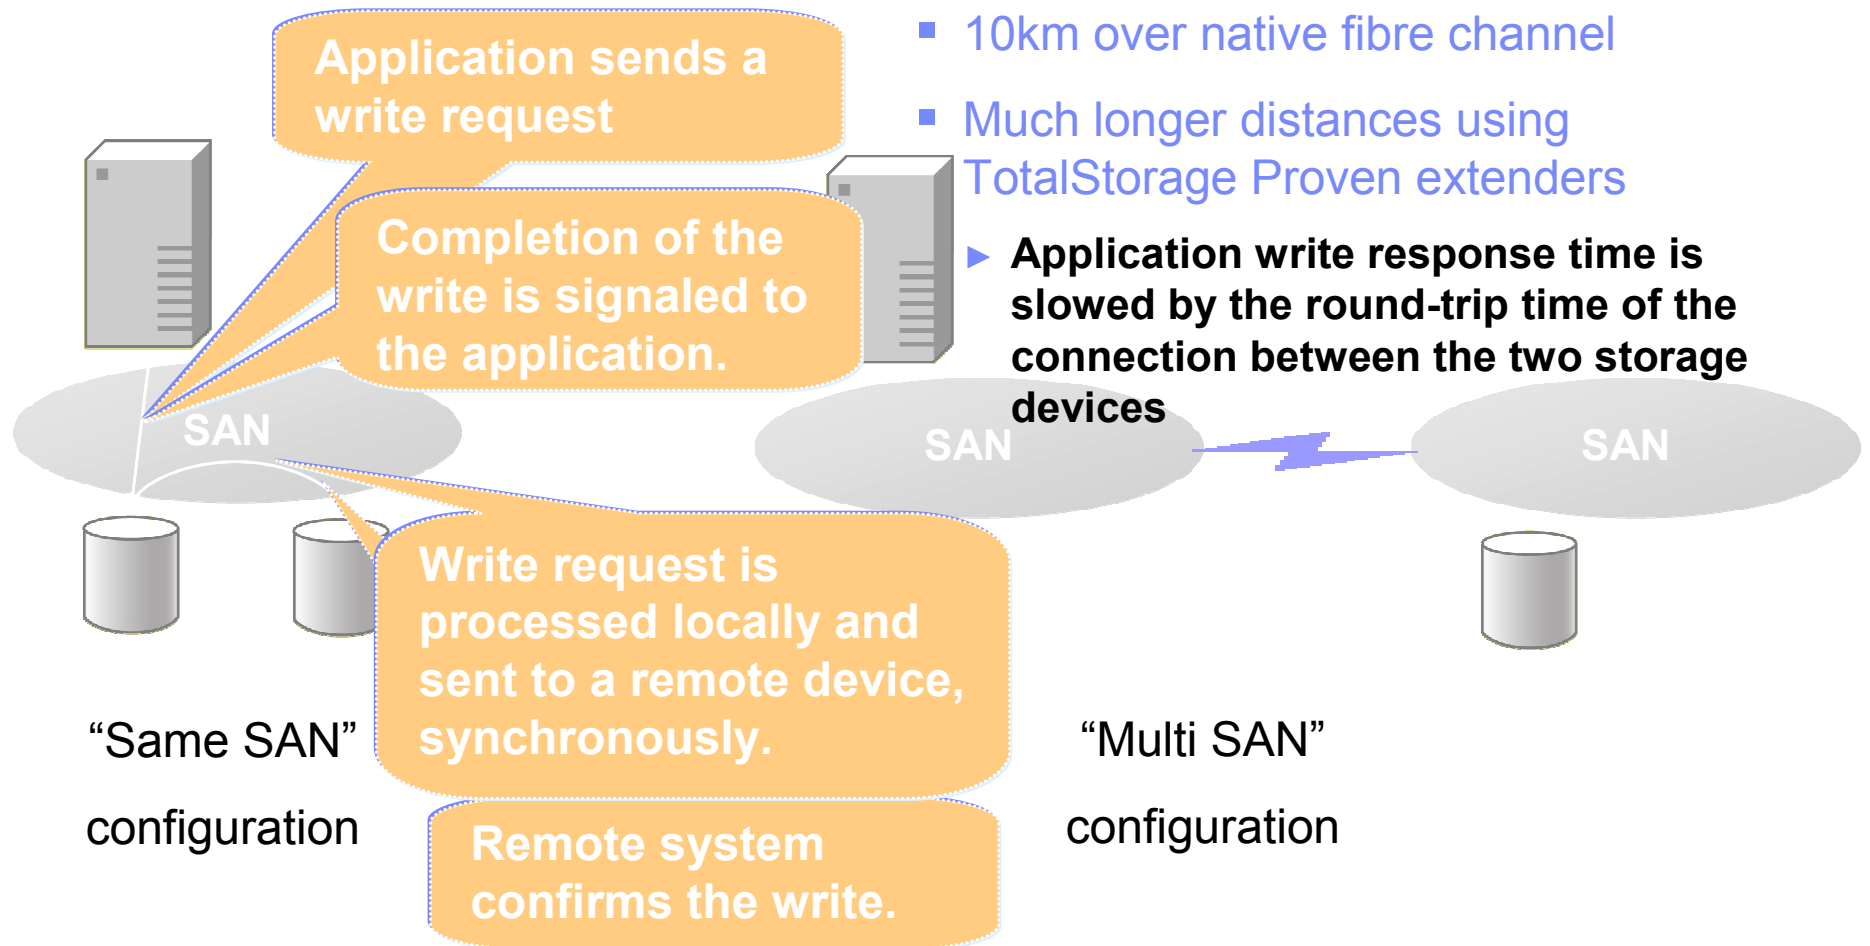 Application sends a
write request
10km over native fibre channel
Much longer distances using
TotalStorage Proven extenders
Completion of the
write is signaled to
the application.
Application write response time is
slowed by the round-trip time of the
connection between the two storage
devices
SAN
SAN
SAN
Write request is
processed locally and
sent to a remote device,
synchronously.
“Same SAN”
configuration
“Multi SAN”
configuration
Remote system
confirms the write.